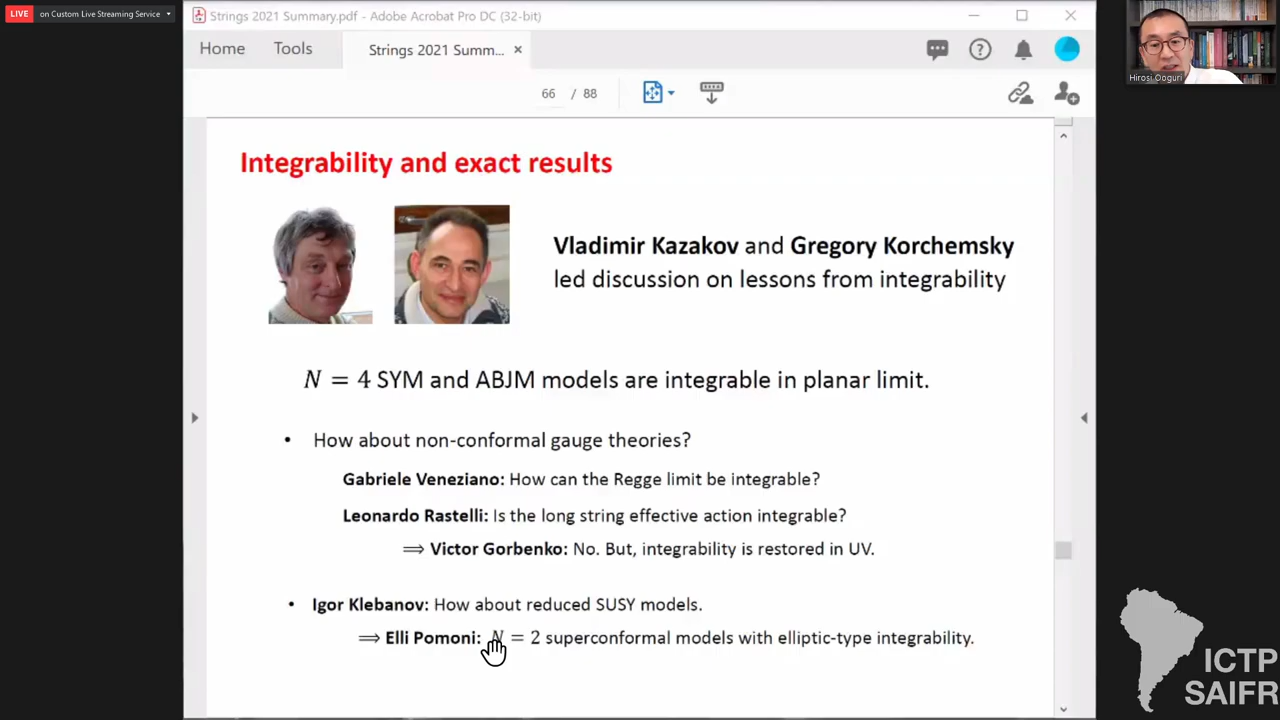 LIVE on Custom Live Streaming Service
Strings 2021 Summary.pdf - Adobe Acrobat Pro DC (32-bit)
Home Tools Strings 2021 Summ... ×
66 / 88
Hirosi Ooguri
Integrability and exact results
Vladimir Kazakov and Gregory Korchemsky
led discussion on lessons from integrability
N = 4 SYM and ABJM models are integrable in planar limit.
• How about non-conformal gauge theories?
Gabriele Veneziano: How can the Regge limit be integrable?
Leonardo Rastelli: Is the long string effective action integrable?
⟹ Victor Gorbenko: No. But, integrability is restored in UV.
• Igor Klebanov: How about reduced SUSY models.
⟹ Elli Pomoni: N = 2 superconformal models with elliptic-type integrability.
ICTP
SAIFR